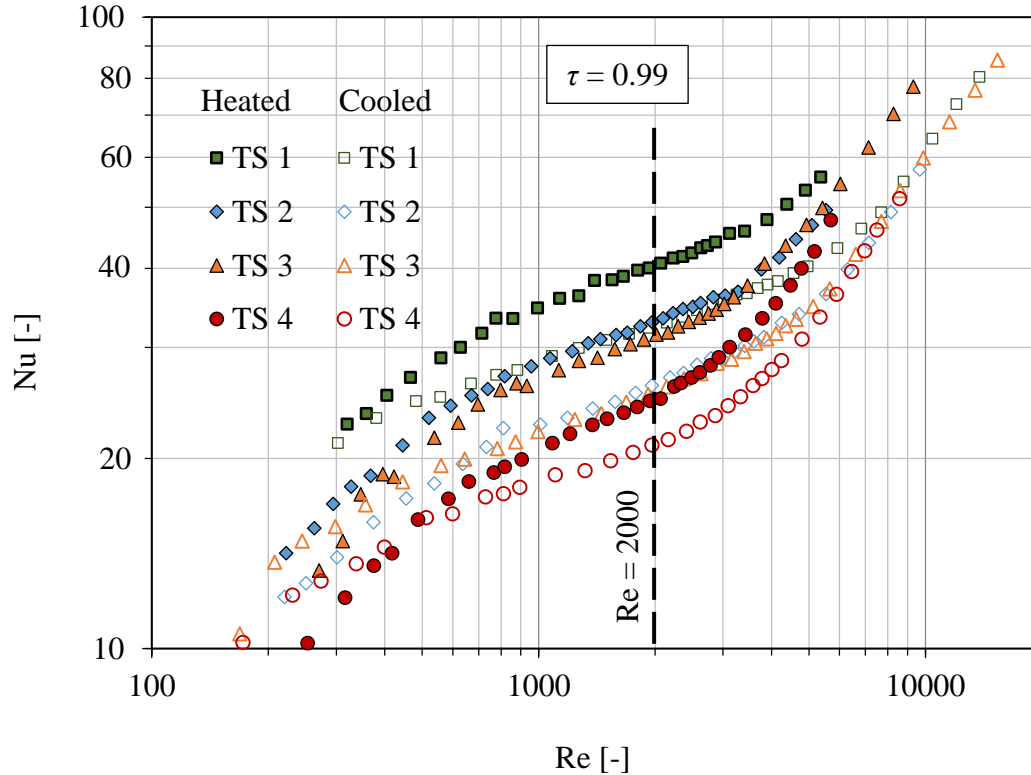 100
80
60
40
20
10
Nu [-]
τ = 0.99
Heated Cooled
TS 1 TS 1
TS 2 TS 2
TS 3 TS 3
TS 4 TS 4
Re = 2000
100 1000 10000
Re [-]